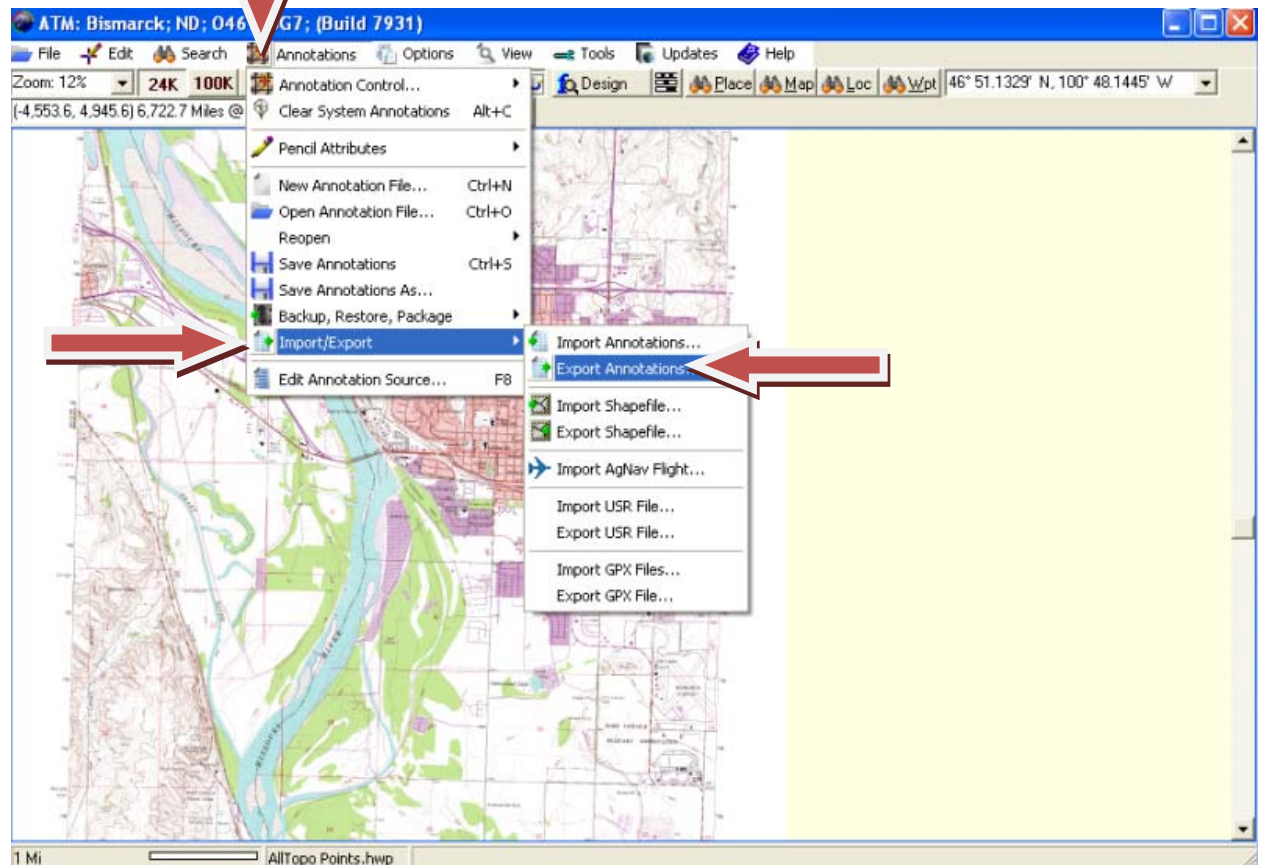 ATM: Bismarck; ND; O46 G7; (Build 7931)
File Edit Search Annotations Options View Tools Updates Help
Zoom: 12% 24K 100K Design Place Map Loc Wpt 46° 51.1329' N, 100° 48.1445' W
(-4,553.6, 4,945.6) 6,722.7 Miles @
Annotation Control...
Clear System Annotations Alt+C
Pencil Attributes
New Annotation File... Ctrl+N
Open Annotation File... Ctrl+O
Reopen
Save Annotations Ctrl+S
Save Annotations As...
Backup, Restore, Package
Import/Export
Edit Annotation Source... F8
Import Annotations...
Export Annotations...
Import Shapefile...
Export Shapefile...
Import AgNav Flight...
Import USR File...
Export USR File...
Import GPX Files...
Export GPX File...
MISSOURI
RIVER
MISSOURI
1 Mi AllTopo Points.hwp